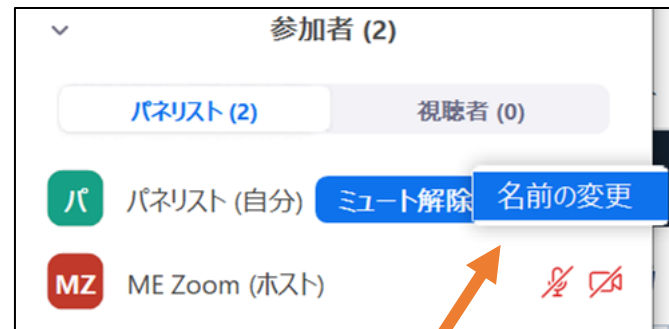 参加者 (2)
パネリスト (2)
視聴者 (0)
パ パネリスト (自分) ミュート解除 名前の変更
MZ ME Zoom (ホスト)